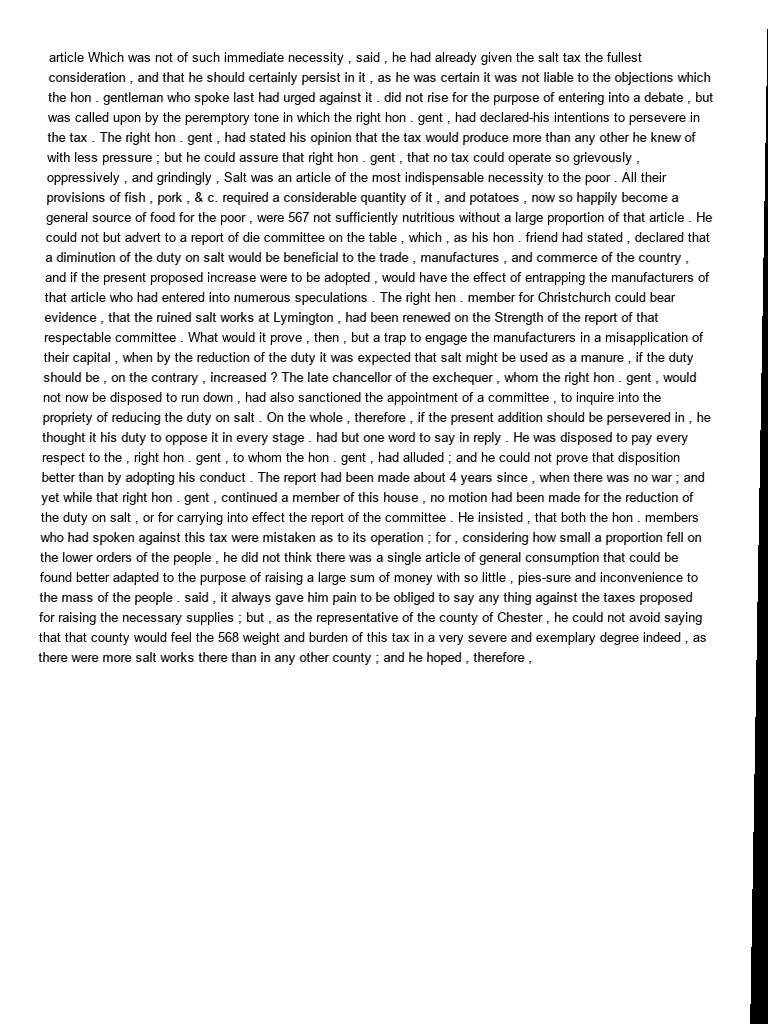 article Which was not of such immediate necessity , said , he had already given the salt tax the fullest
consideration , and that he should certainly persist in it , as he was certain it was not liable to the objections which
the hon . gentleman who spoke last had urged against it . did not rise for the purpose of entering into a debate , but
was called upon by the peremptory tone in which the right hon . gent , had declared-his intentions to persevere in
the tax . The right hon . gent , had stated his opinion that the tax would produce more than any other he knew of
with less pressure ; but he could assure that right hon . gent , that no tax could operate so grievously ,
oppressively , and grindingly , Salt was an article of the most indispensable necessity to the poor . All their
provisions of fish , pork , & c. required a considerable quantity of it , and potatoes , now so happily become a
general source of food for the poor , were 567 not sufficiently nutritious without a large proportion of that article . He
could not but advert to a report of die committee on the table , which , as his hon . friend had stated , declared that
a diminution of the duty on salt would be beneficial to the trade , manufactures , and commerce of the country ,
and if the present proposed increase were to be adopted , would have the effect of entrapping the manufacturers of
that article who had entered into numerous speculations . The right hen . member for Christchurch could bear
evidence , that the ruined salt works at Lymington , had been renewed on the Strength of the report of that
respectable committee . What would it prove , then , but a trap to engage the manufacturers in a misapplication of
their capital , when by the reduction of the duty it was expected that salt might be used as a manure , if the duty
should be , on the contrary , increased ? The late chancellor of the exchequer , whom the right hon . gent , would
not now be disposed to run down , had also sanctioned the appointment of a committee , to inquire into the
propriety of reducing the duty on salt . On the whole , therefore , if the present addition should be persevered in , he
thought it his duty to oppose it in every stage . had but one word to say in reply . He was disposed to pay every
respect to the , right hon . gent , to whom the hon . gent , had alluded ; and he could not prove that disposition
better than by adopting his conduct . The report had been made about 4 years since , when there was no war ; and
yet while that right hon . gent , continued a member of this house , no motion had been made for the reduction of
the duty on salt , or for carrying into effect the report of the committee . He insisted , that both the hon . members
who had spoken against this tax were mistaken as to its operation ; for , considering how small a proportion fell on
the lower orders of the people , he did not think there was a single article of general consumption that could be
found better adapted to the purpose of raising a large sum of money with so little , pies-sure and inconvenience to
the mass of the people . said , it always gave him pain to be obliged to say any thing against the taxes proposed
for raising the necessary supplies ; but , as the representative of the county of Chester , he could not avoid saying
that that county would feel the 568 weight and burden of this tax in a very severe and exemplary degree indeed , as
there were more salt works there than in any other county ; and he hoped , therefore ,